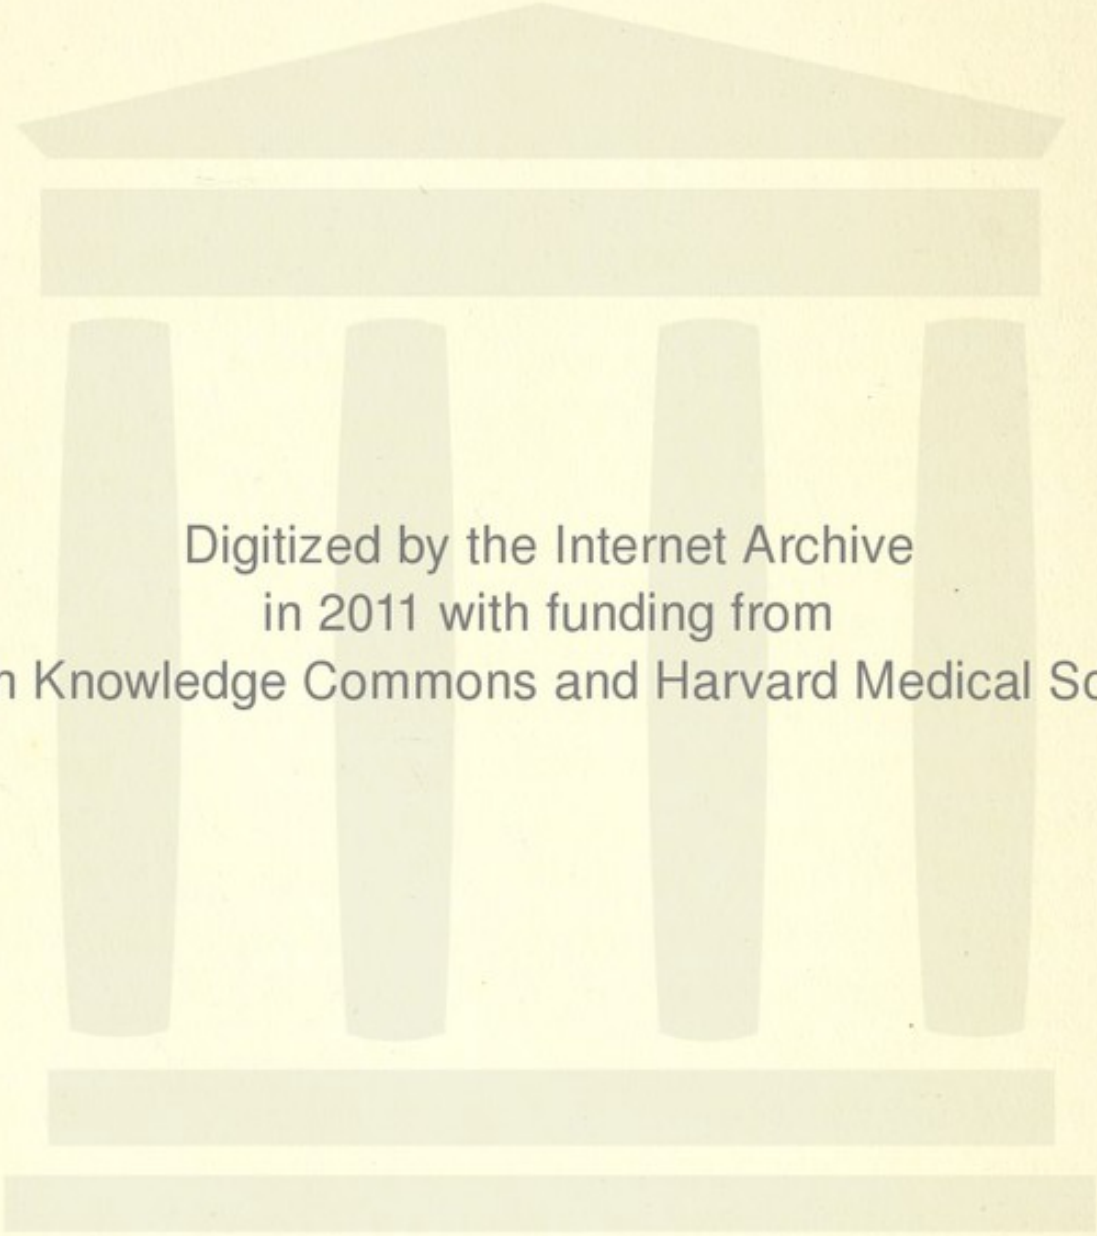 Digitized by the Internet Archive
in 2011 with funding from
Knowledge Commons and Harvard Medical